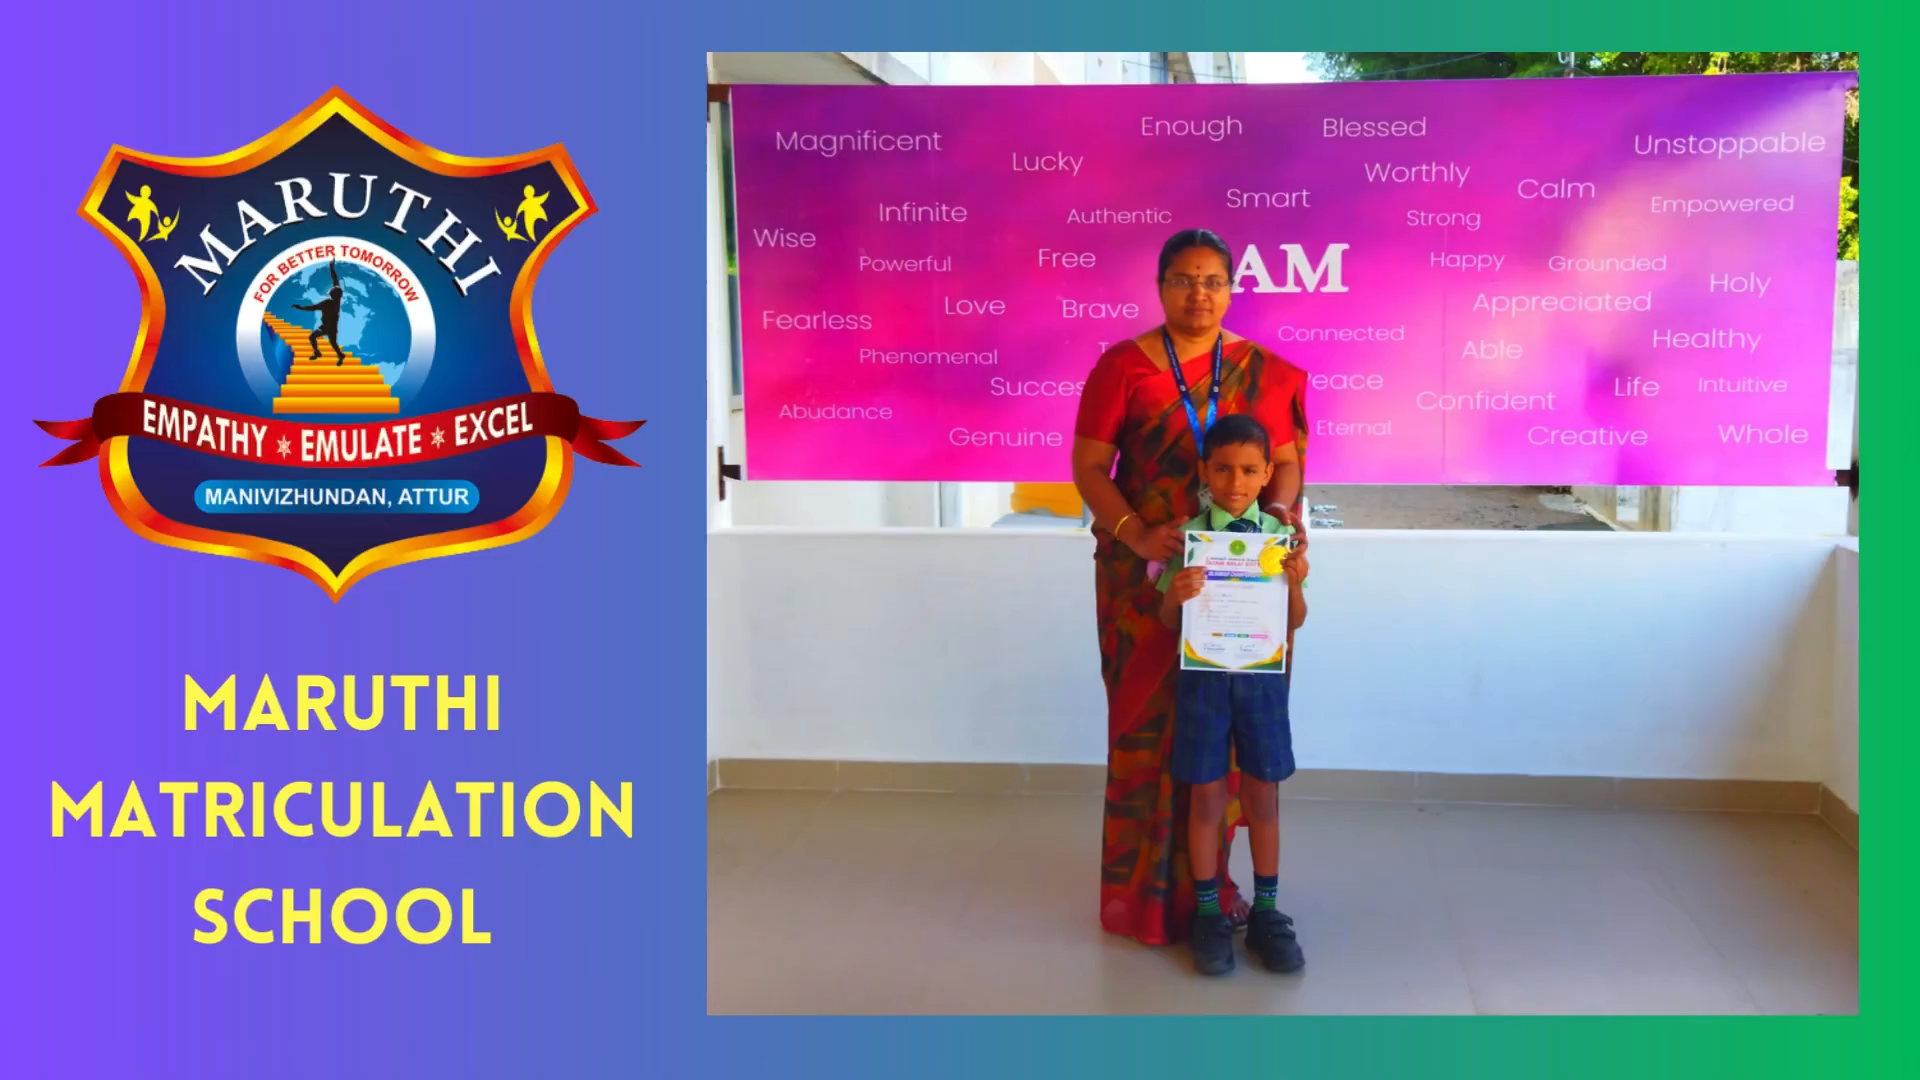 MARUTHI
FOR BETTER TOMORROW
EMPATHY ✡ EMULATE ✡ EXCEL
MANIVIZHUNDAN, ATTUR
MARUTHI
MATRICULATION
SCHOOL
Magnificent
Lucky
Enough
Blessed
Unstoppable
Worthly
Infinite
Authentic
Smart
Calm
Strong
Empowered
Wise
Powerful
Free
AM
Happy
Grounded
Holy
Fearless
Love
Brave
Appreciated
Connected
Healthy
Phenomenal
Able
Succes
Peace
Life
Intuitive
Abudance
Confident
Genuine
Eternal
Creative
Whole